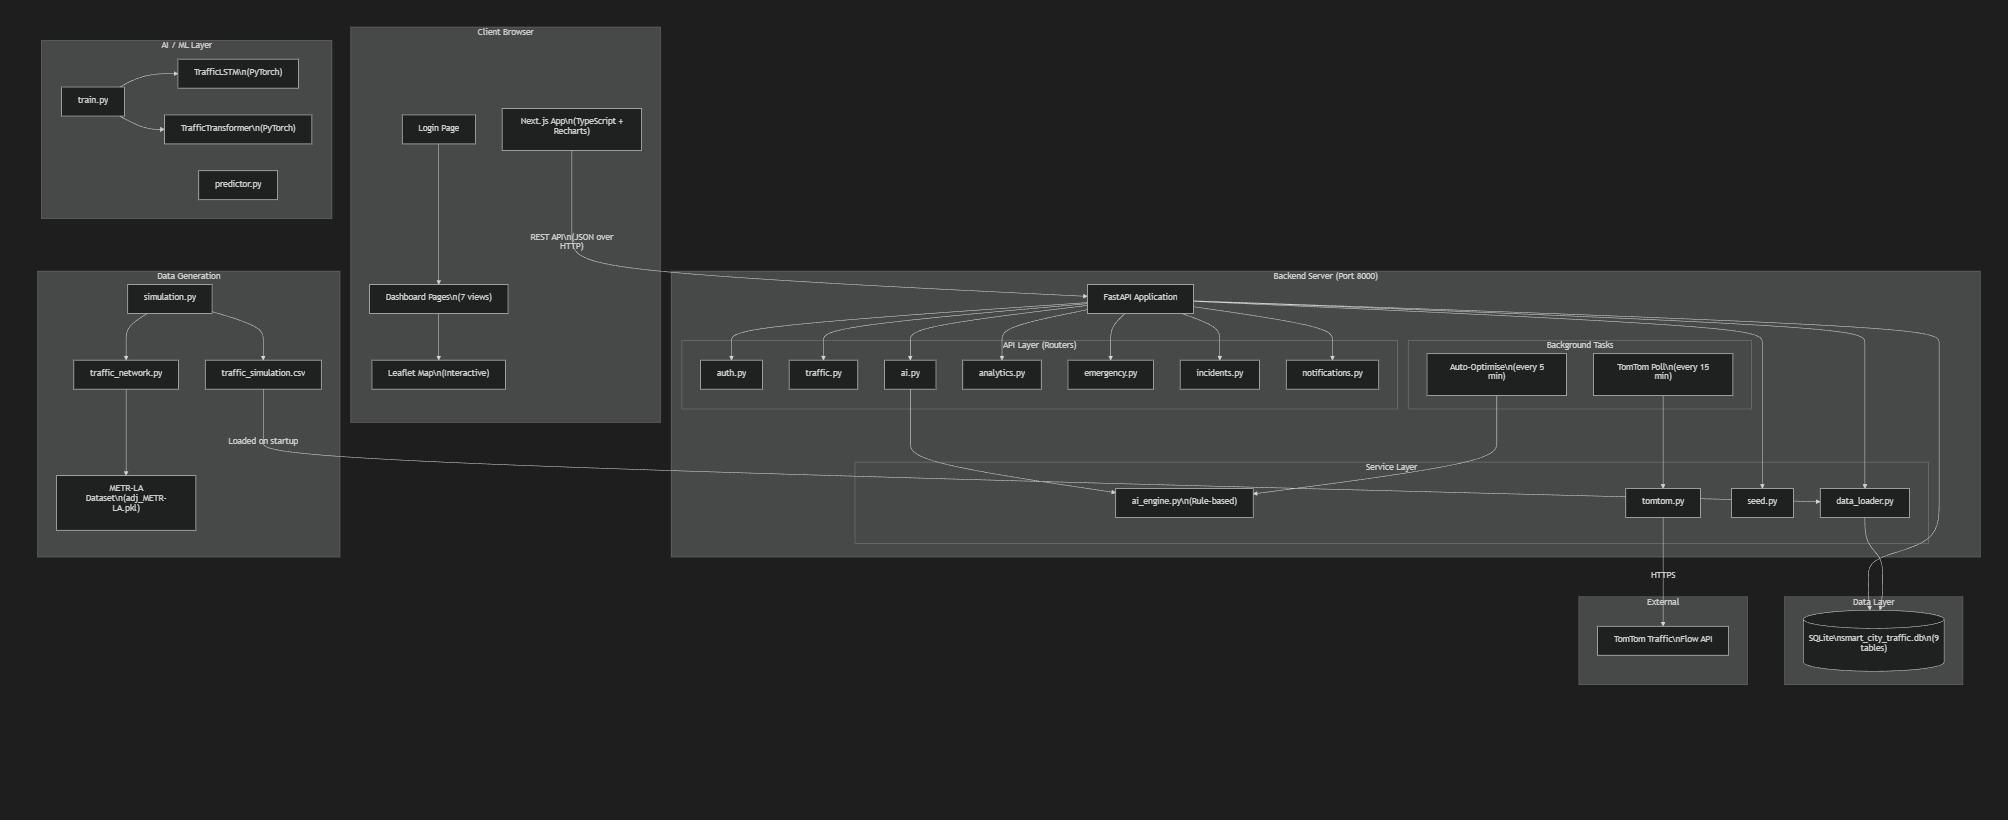 AI / ML Layer
TrafficLSTM\n(PyTorch)
train.py
TrafficTransformer\n(PyTorch)
predictor.py
Client Browser
Login Page
Next.js App\n(TypeScript +
Recharts)
REST API\n(JSON over
HTTP)
Dashboard Pages\n(7 views)
Leaflet Map\n(Interactive)
Data Generation
simulation.py
traffic_network.py
traffic_simulation.csv
Loaded on startup
METR-LA
Dataset\n(adj_METR-
LA.pkl)
Backend Server (Port 8000)
FastAPI Application
API Layer (Routers)
auth.py
traffic.py
ai.py
analytics.py
emergency.py
incidents.py
notifications.py
Background Tasks
Auto-Optimise\n(every 5
min)
TomTom Poll\n(every 15
min)
Service Layer
ai_engine.py\n(Rule-based)
tomtom.py
seed.py
data_loader.py
HTTPS
External
TomTom Traffic\nFlow API
Data Layer
SQLite\nsmart_city_traffic.db\n(9
tables)